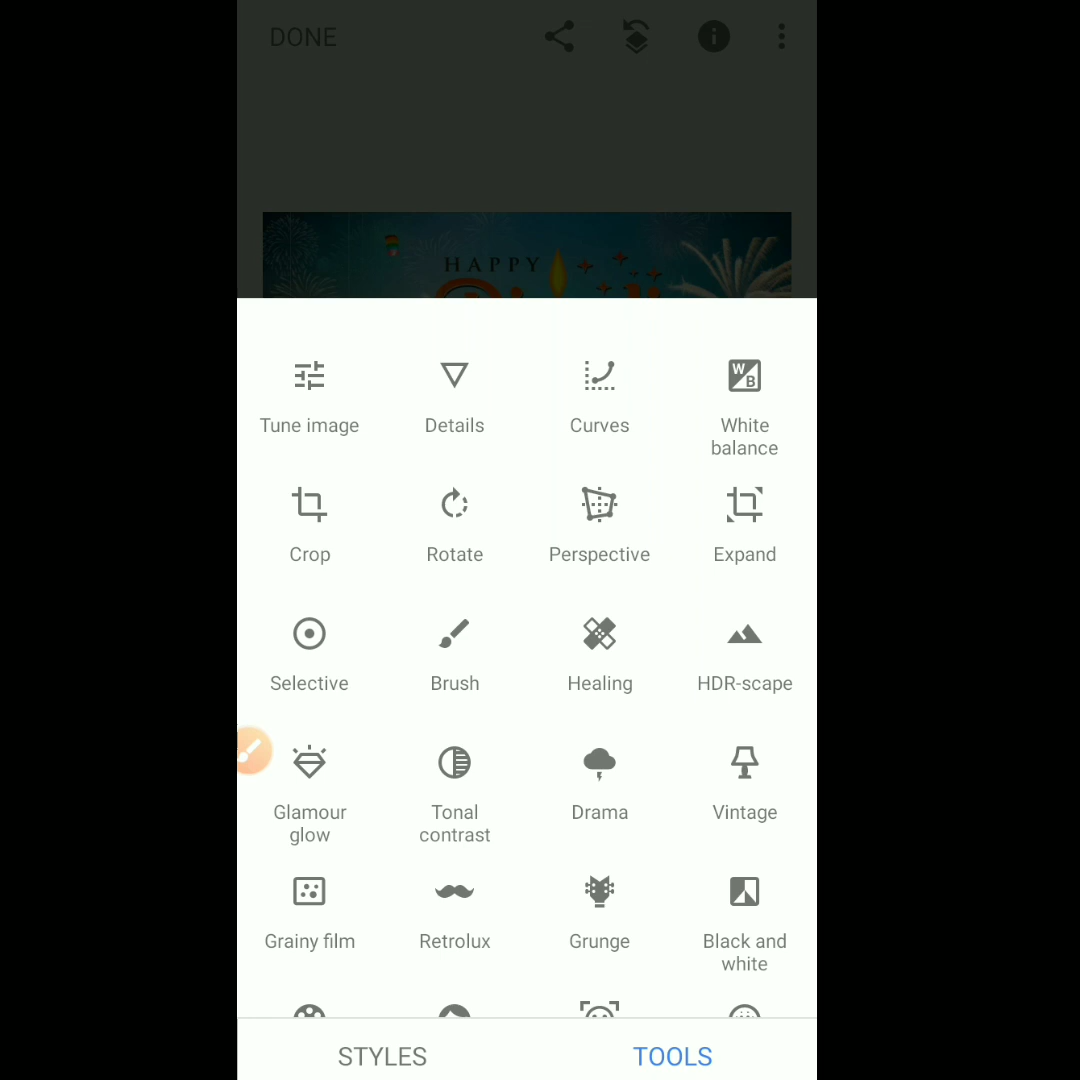 DONE
HAPPY
Tune image
Details
Curves
White
balance
Crop
Rotate
Perspective
Expand
Selective
Brush
Healing
HDR-scape
Glamour
glow
Tonal
contrast
Drama
Vintage
Grainy film
Retrolux
Grunge
Black and
white
STYLES
TOOLS